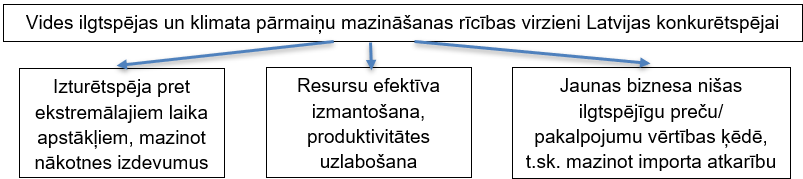 Vides ilgtspējas un klimata pārmaiņu mazināšanas rīcības virzieni Latvijas konkurētspējai
Izturētspēja pret
ekstremālajiem laika
apstākļiem, mazinot
nākotnes izdevumus
Resursu efektīva
izmantošana,
produktivitātes
uzlabošana
Jaunas biznesa nišas
ilgtspējīgu preču/
pakalpojumu vērtības ķēdē,
t.sk. mazinot importa atkarību